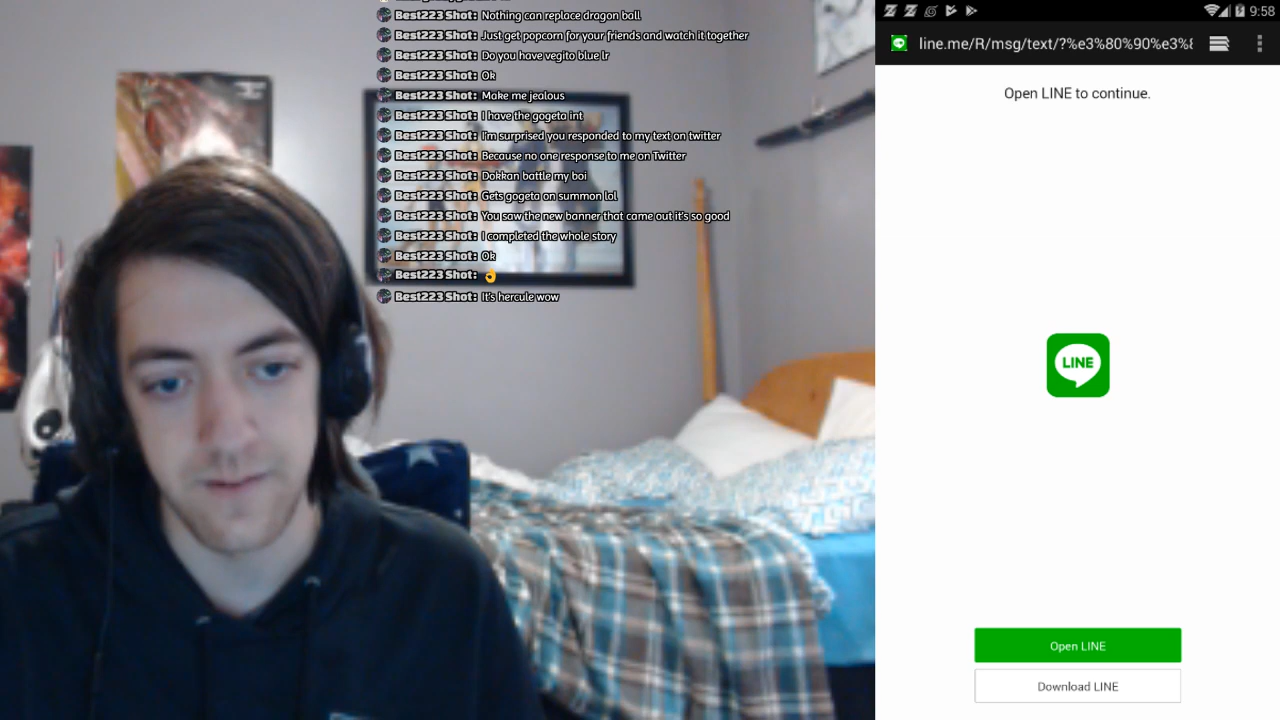 Best223 Shot: Nothing can replace dragon ball
Best223 Shot: Just get popcorn for your friends and watch it together
Best223 Shot: Do you have vegito blue lr
Best223 Shot: Ok
Best223 Shot: Make me jealous
Best223 Shot: I have the gogeta int
Best223 Shot: I'm surprised you responded to my text on twitter
Best223 Shot: Because no one response to me on Twitter
Best223 Shot: Dokkan battle my boi
Best223 Shot: Gets gogeta on summon lol
Best223 Shot: You saw the new banner that came out it's so good
Best223 Shot: I completed the whole story
Best223 Shot: Ok
Best223 Shot: 👌
Best223 Shot: It's hercule wow
9:58
line.me/R/msg/text/?%e3%80%90%e3%8
Open LINE to continue.
LINE
Open LINE
Download LINE